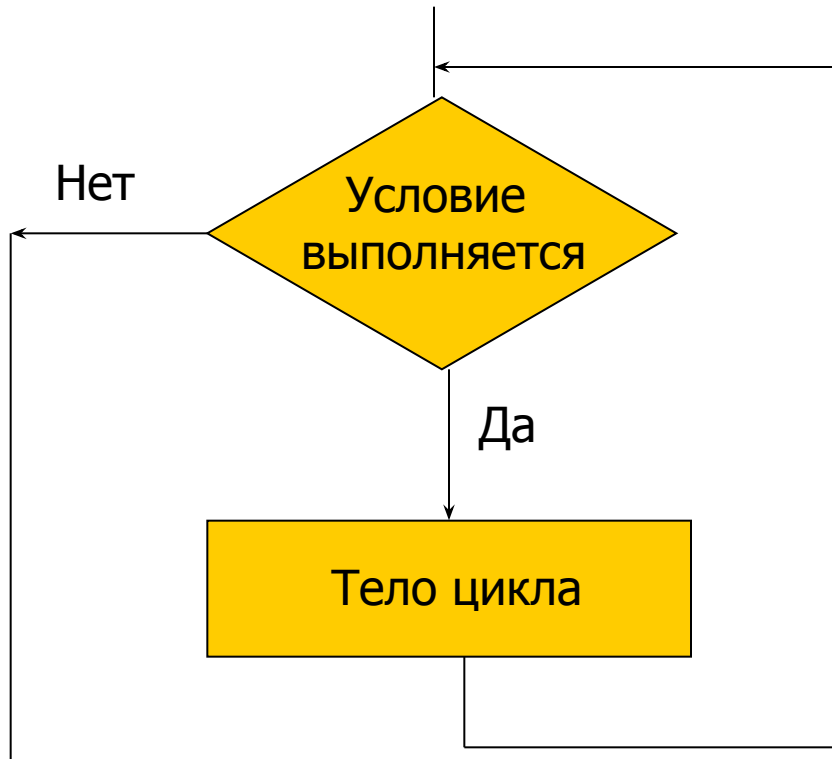 Нет
Условие
выполняется
Да
Тело цикла